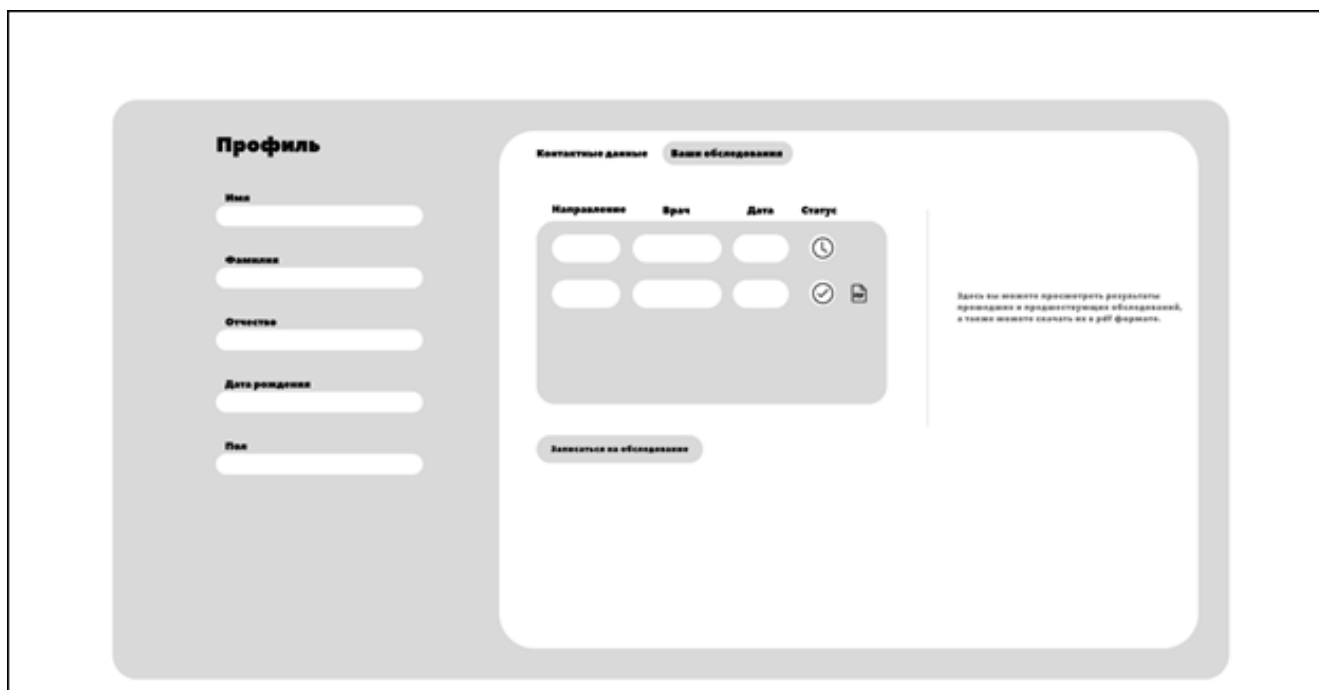 Профиль
Имя
Фамилия
Отчество
Дата рождения
Пол
Контактные данные
Ваши обследования
Направление Врач Дата Статус
PDF
Здесь вы можете просмотреть результаты
прошедших и предшествующих обследований,
а также можете скачать их в pdf формате.
Записаться на обследование